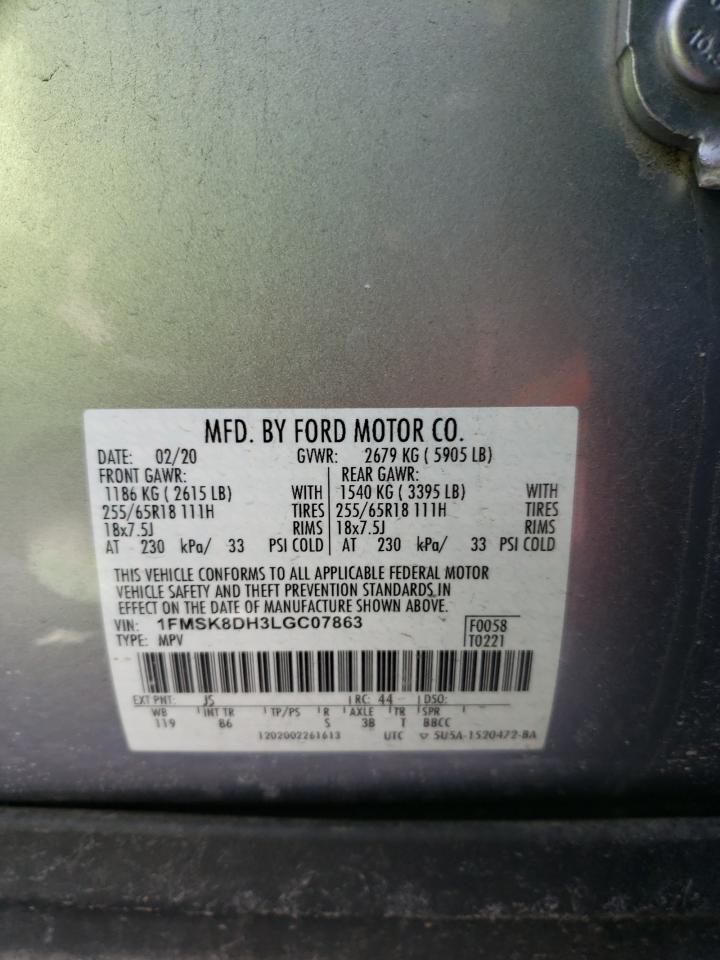 MFD. BY FORD MOTOR CO.
DATE: 02/20 GVWR: 2679 KG ( 5905 LB)
FRONT GAWR: REAR GAWR:
1186 KG ( 2615 LB) WITH 1540 KG ( 3395 LB) WITH
255/65R18 111H TIRES 255/65R18 111H TIRES
18x7.5J RIMS 18x7.5J RIMS
AT 230 kPa/ 33 PSI COLD AT 230 kPa/ 33 PSI COLD
THIS VEHICLE CONFORMS TO ALL APPLICABLE FEDERAL MOTOR
VEHICLE SAFETY AND THEFT PREVENTION STANDARDS IN
EFFECT ON THE DATE OF MANUFACTURE SHOWN ABOVE.
VIN: 1FMSK8DH3LGC07863 F0058
TYPE: MPV T0221
EXT PNT: JS RC: 44 DSO:
WB INT TR TP/PS R AXLE TR SPR
119 B6 S 3B T BBCC
1202002261613 UTC 5U5A-1520472-BA